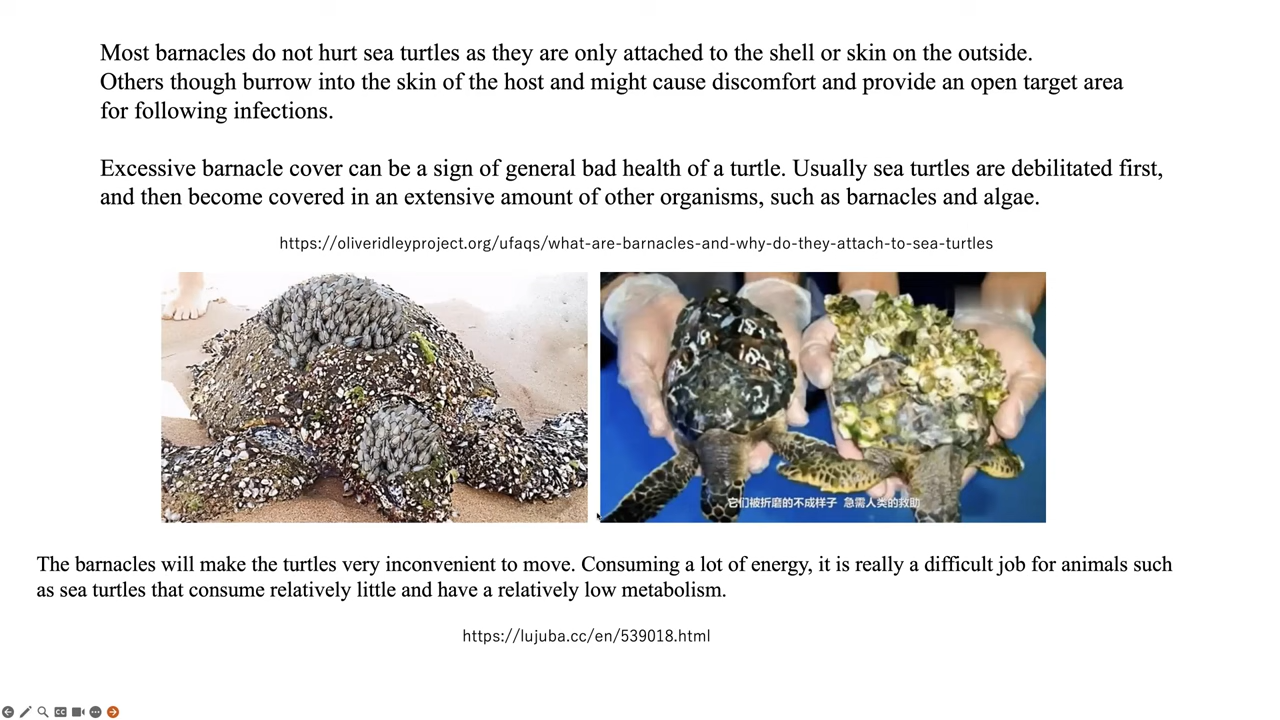 Most barnacles do not hurt sea turtles as they are only attached to the shell or skin on the outside.
Others though burrow into the skin of the host and might cause discomfort and provide an open target area
for following infections.
Excessive barnacle cover can be a sign of general bad health of a turtle. Usually sea turtles are debilitated first,
and then become covered in an extensive amount of other organisms, such as barnacles and algae.
https://oliveridleyproject.org/ufaqs/what-are-barnacles-and-why-do-they-attach-to-sea-turtles
它们被折磨的不成样子 急需人类的救助
The barnacles will make the turtles very inconvenient to move. Consuming a lot of energy, it is really a difficult job for animals such
as sea turtles that consume relatively little and have a relatively low metabolism.
https://lujuba.cc/en/539018.html
CC